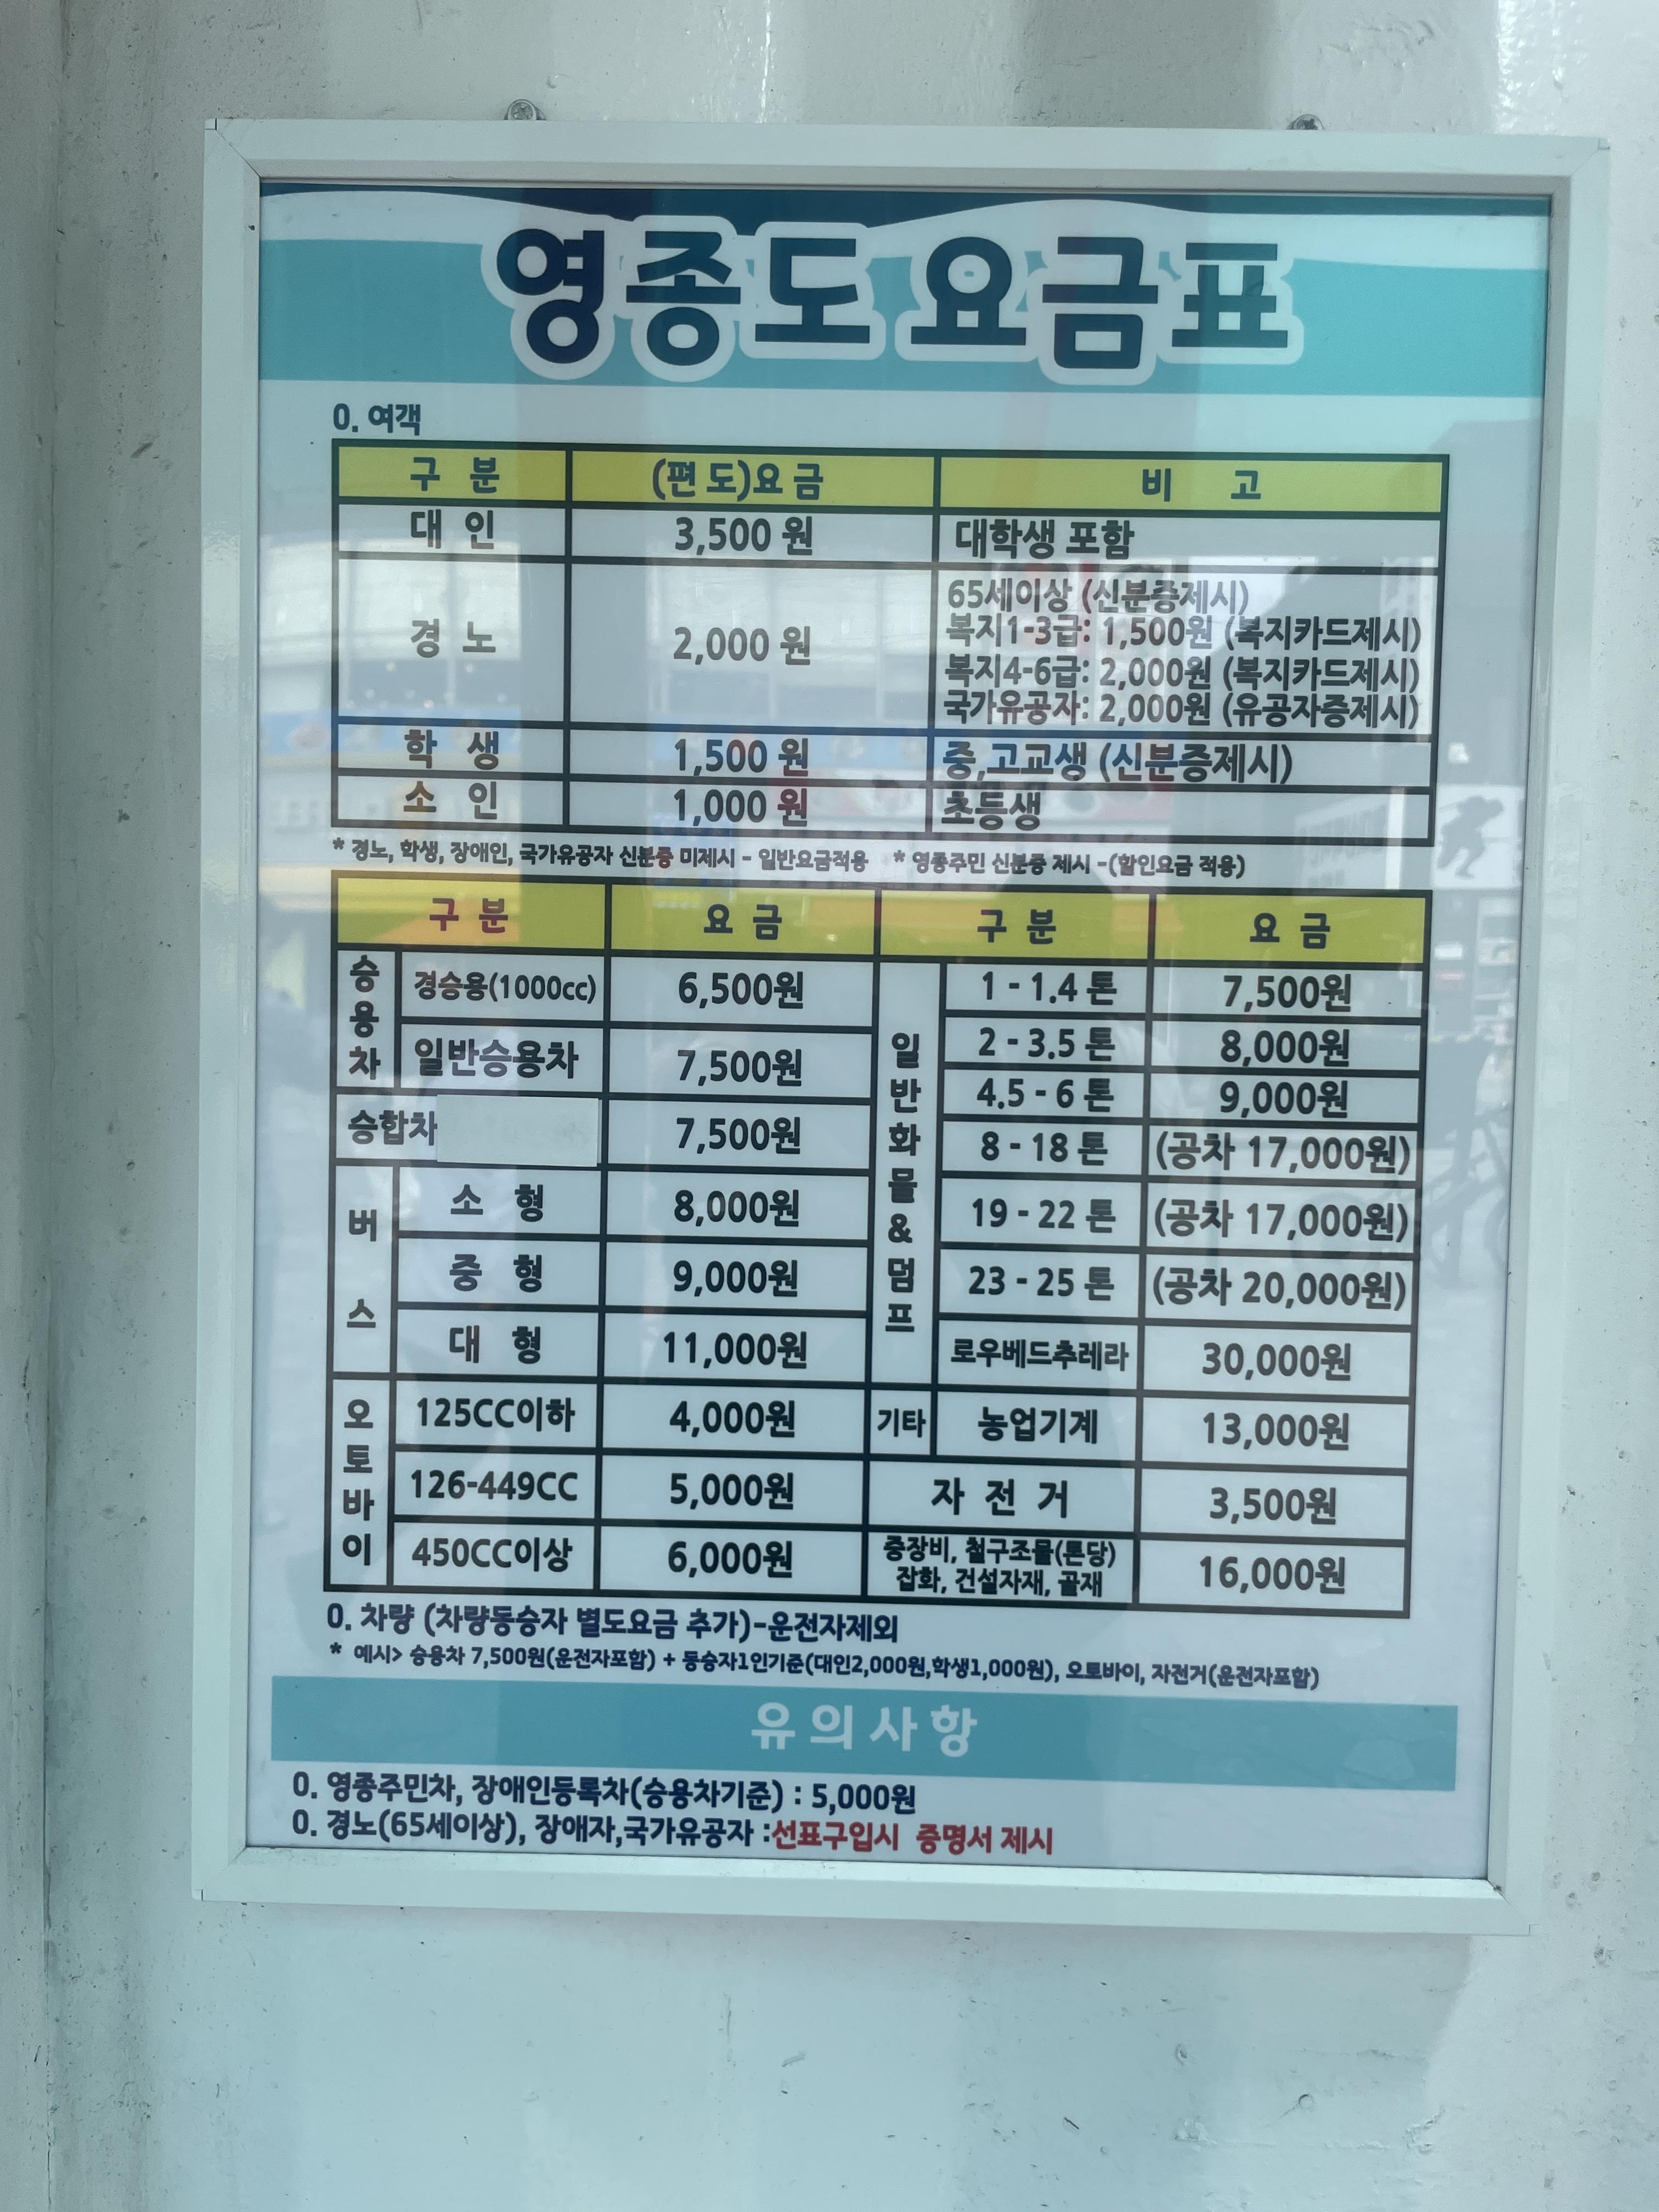 영종도 요금표
0. 여객
구 분 (편 도)요 금 비 고
대 인 3,500 원 대학생 포함
경 노 2,000 원 65세이상 (신분증제시)
복지1-3급: 1,500원 (복지카드제시)
복지4-6급: 2,000원 (복지카드제시)
국가유공자: 2,000원 (유공자증제시)
학 생 1,500 원 중,고교생 (신분증제시)
소 인 1,000 원 초등생
* 경노, 학생, 장애인, 국가유공자 신분증 미제시 - 일반요금적용 * 영종주민 신분증 제시 -(할인요금 적용)
구 분 요 금 구 분 요 금
승용차 경승용(1000cc) 6,500원 일반화물&덤프 1 - 1.4 톤 7,500원
일반승용차 7,500원 2 - 3.5 톤 8,000원
4.5 - 6 톤 9,000원
승합차 7,500원 8 - 18 톤 (공차 17,000원)
버스 소 형 8,000원 19 - 22 톤 (공차 17,000원)
중 형 9,000원 23 - 25 톤 (공차 20,000원)
대 형 11,000원 로우베드추레라 30,000원
오토바이 125CC이하 4,000원 기타 농업기계 13,000원
126-449CC 5,000원 자 전 거 3,500원
450CC이상 6,000원 중장비, 철구조물(톤당)
잡화, 건설자재, 골재 16,000원
0. 차량 (차량동승자 별도요금 추가)-운전자제외
* 예시> 승용차 7,500원(운전자포함) + 동승자1인기준(대인2,000원,학생1,000원), 오토바이, 자전거(운전자포함)
유의사항
0. 영종주민차, 장애인등록차(승용차기준) : 5,000원
0. 경노(65세이상), 장애자,국가유공자 :선표구입시 증명서 제시